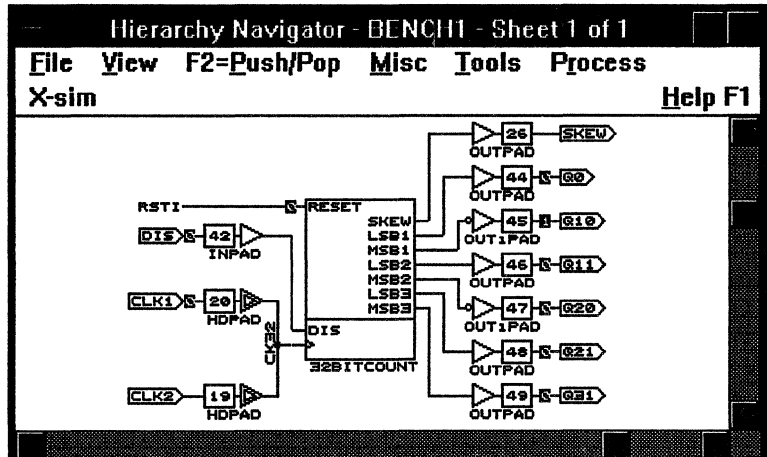 Hierarchy Navigator - BENCH1 - Sheet 1 of 1
File View F2=Push/Pop Misc Tools Process
X-sim Help F1
26 SKEW
OUTPAD
44 Q0
OUTPAD
RSTI RESET
SKEW 45 Q10
OUT1PAD
DIS 42 LSB1
INPAD MSB1
LSB2 46 Q11
OUTPAD
MSB2
LSB3
CLK1 20 MSB3 47 Q20
HDPAD OUT1PAD
CK32
DIS
48 Q21
OUTPAD
32BITCOUNT
CLK2 19 49 Q31
HDPAD OUTPAD